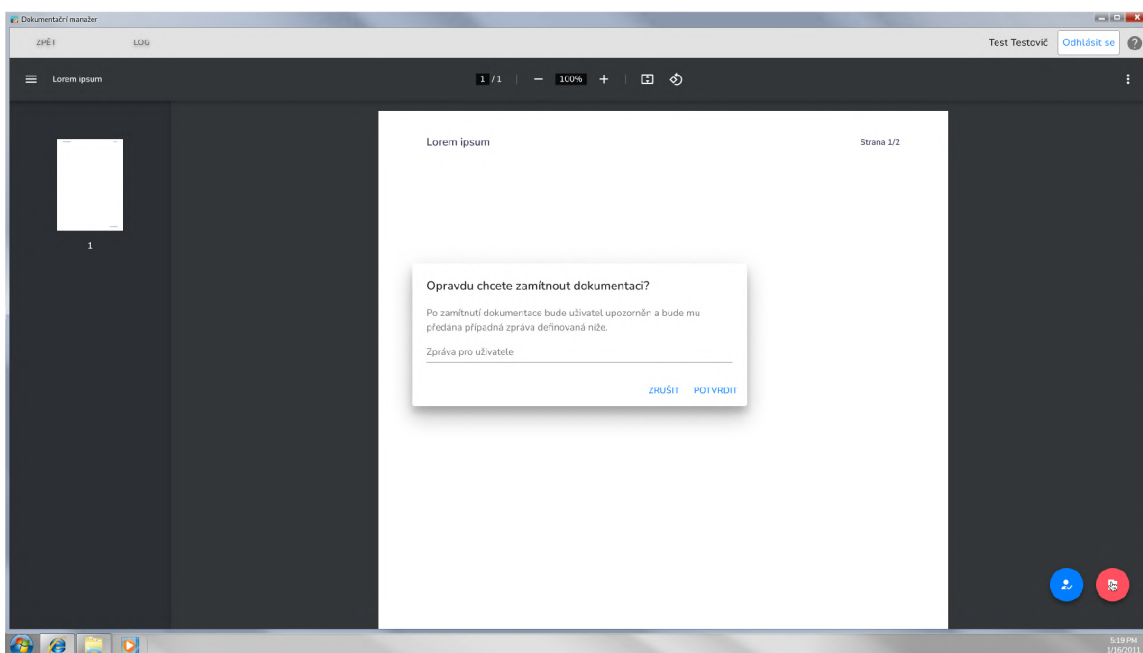 Dokumentační manažer
ZPĚT LOG Test Testovič Odhlásit se ?
Lorem ipsum 1 / 1 100%
Lorem ipsum Strana 1/2
1
Opravdu chcete zamítnout dokumentaci?
Po zamítnutí dokumentace bude uživatel upozorněn a bude mu
předána případná zpráva definovaná níže.
Zpráva pro uživatele
ZRUŠIT POTVRDIT
5:19 PM
1/16/2011